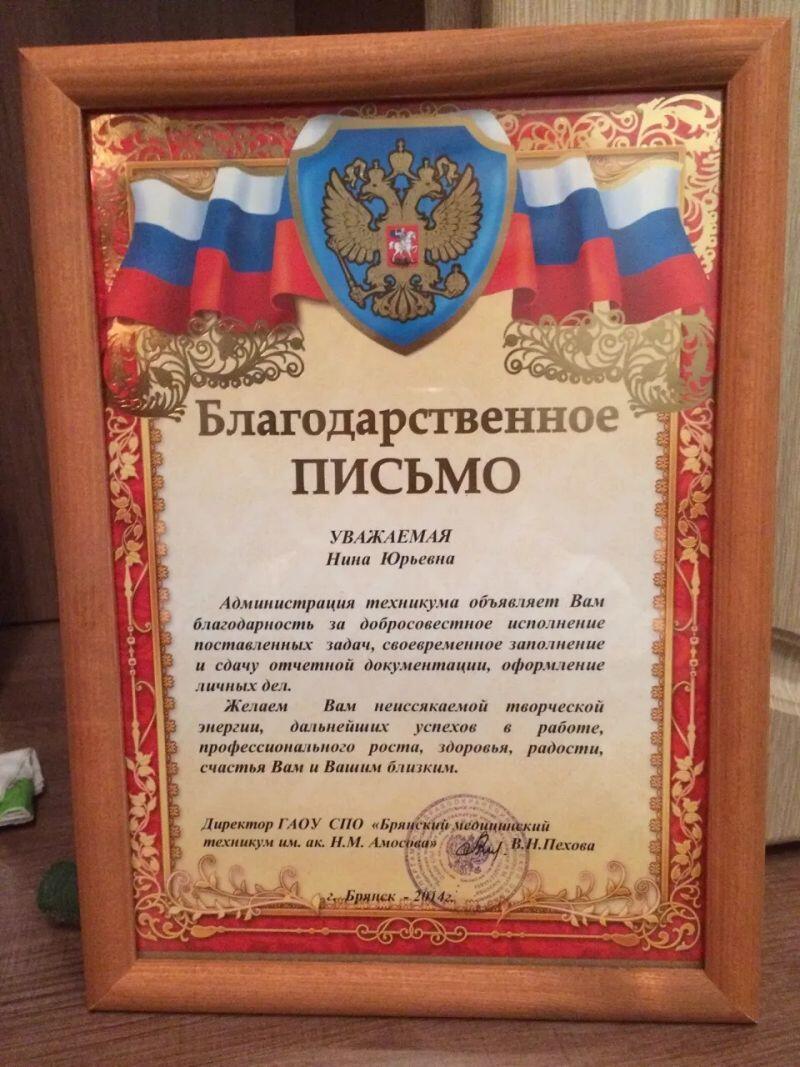 Благодарственное
ПИСЬМО
УВАЖАЕМАЯ
Нина Юрьевна
Администрация техникума объявляет Вам
благодарность за добросовестное исполнение
поставленных задач, своевременное заполнение
и сдачу отчетной документации, оформление
личных дел.
Желаем Вам неиссякаемой творческой
энергии, дальнейших успехов в работе,
профессионального роста, здоровья, радости,
счастья Вам и Вашим близким.
Директор ГАОУ СПО «Брянский медицинский
техникум им. ак. Н.М. Амосова» В.Н.Пехова
г. Брянск - 2014г.